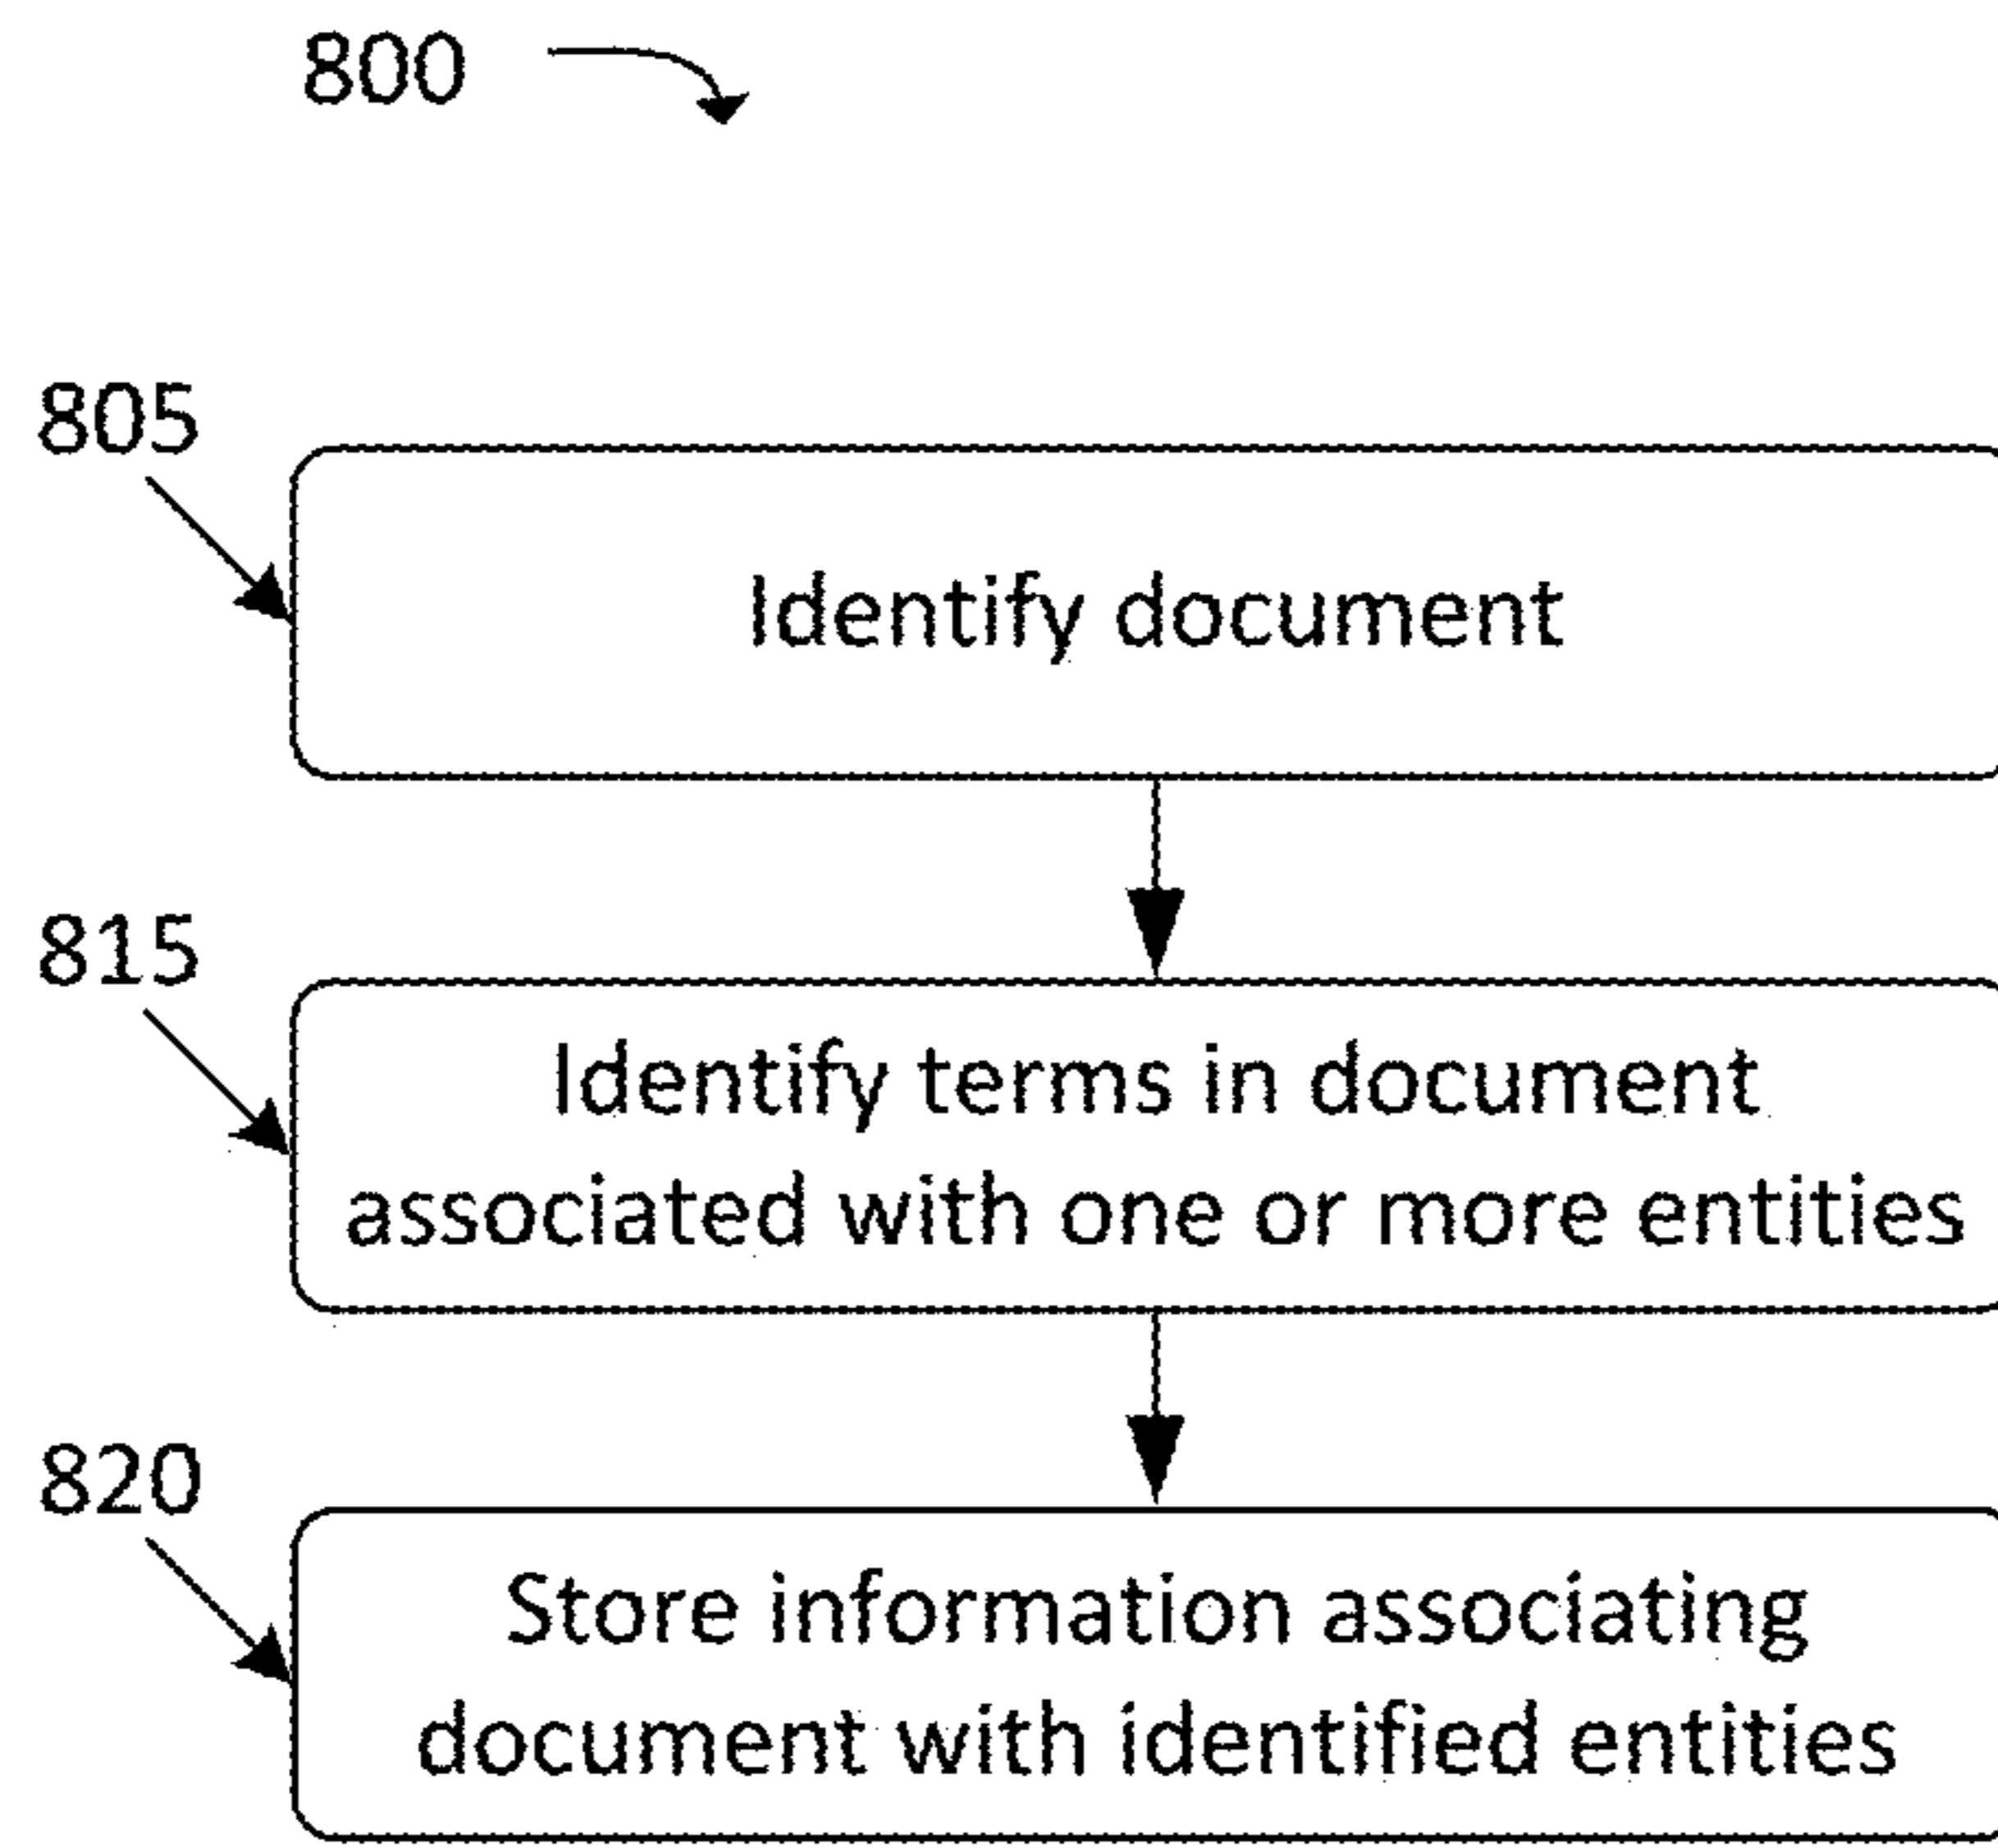 800
805
Identify document
815
Identify terms in document
associated with one or more entities
820
Store information associating
document with identified entities